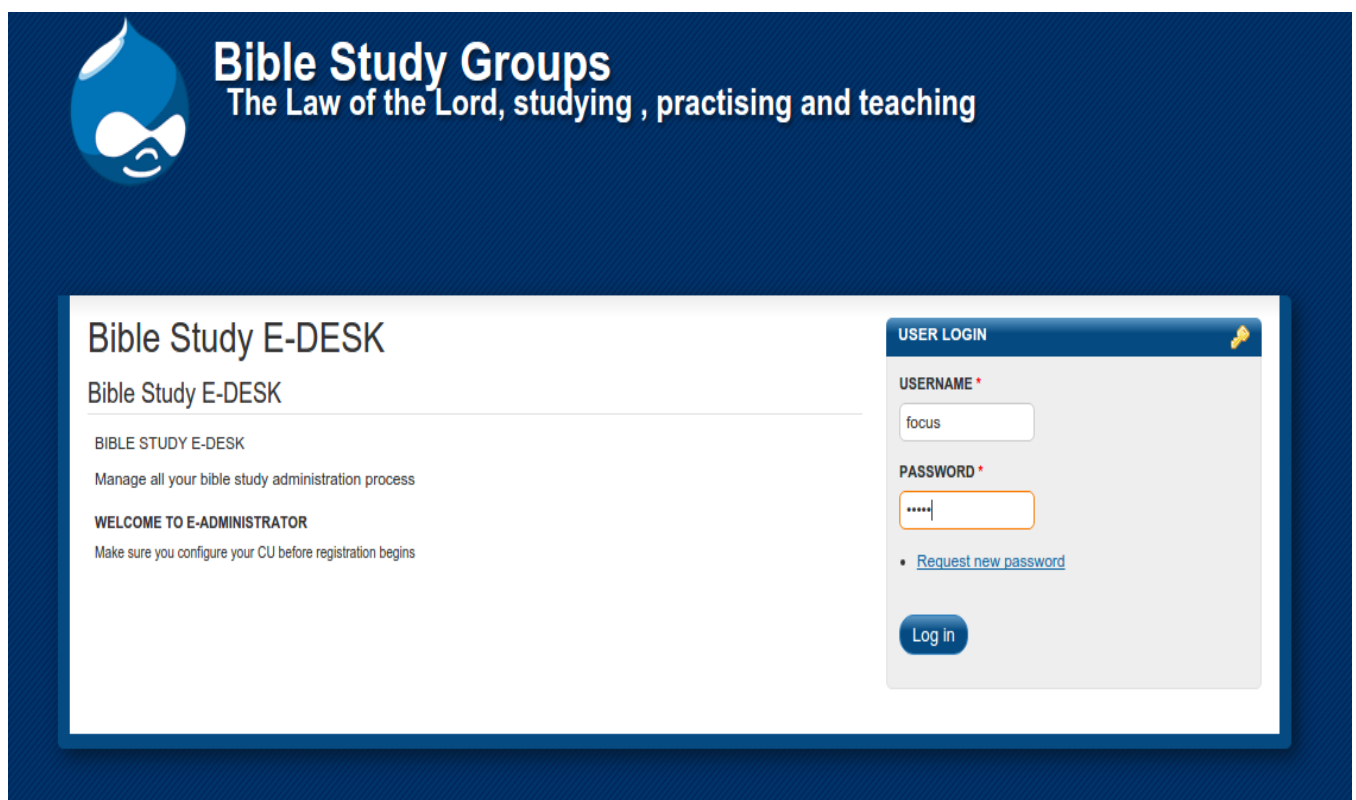 Bible Study Groups
The Law of the Lord, studying , practising and teaching
Bible Study E-DESK
Bible Study E-DESK
BIBLE STUDY E-DESK
Manage all your bible study administration process
WELCOME TO E-ADMINISTRATOR
Make sure you configure your CU before registration begins
USER LOGIN
USERNAME *
focus
PASSWORD *
•••••
• Request new password
Log in